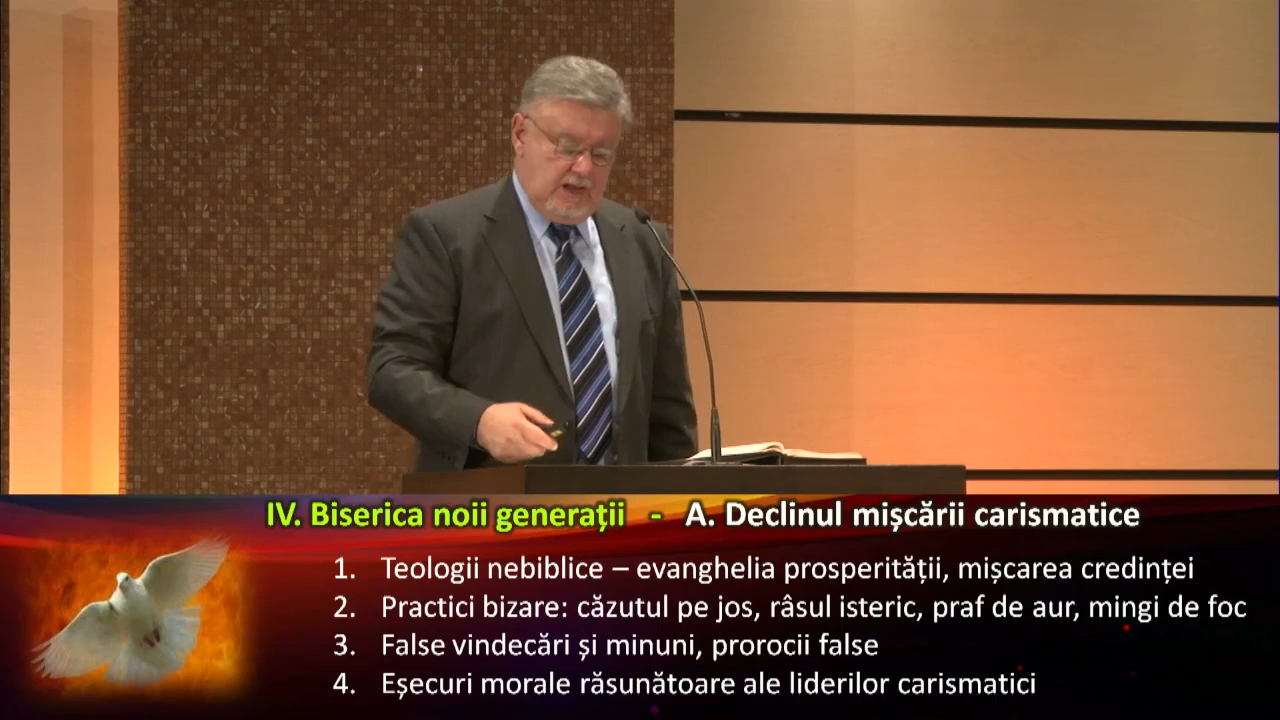 IV. Biserica noii generații - A. Declinul mișcării carismatice
1. Teologii nebiblice – evanghelia prosperității, mișcarea credinței
2. Practici bizare: căzutul pe jos, râsul isteric, praf de aur, mingi de foc
3. False vindecări și minuni, prorocii false
4. Eșecuri morale răsunătoare ale liderilor carismatici